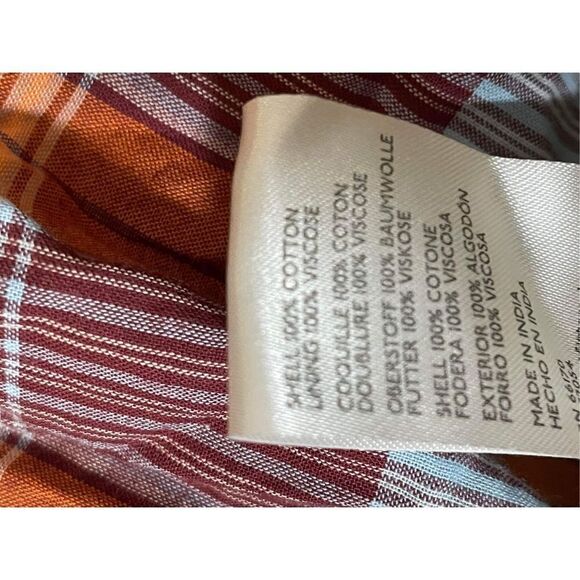 SHELL 100% COTTON
LINING 100% VISCOSE
COQUILLE 100% COTON
DOUBLURE 100% VISCOSE
OBERSTOFF 100% BAUMWOLLE
FUTTER 100% VISKOSE
SHELL 100% COTONE
FODERA 100% VISCOSA
EXTERIOR 100% ALGODÓN
FORRO 100% VISCOSA
MADE IN INDIA
HECHO EN INDIA